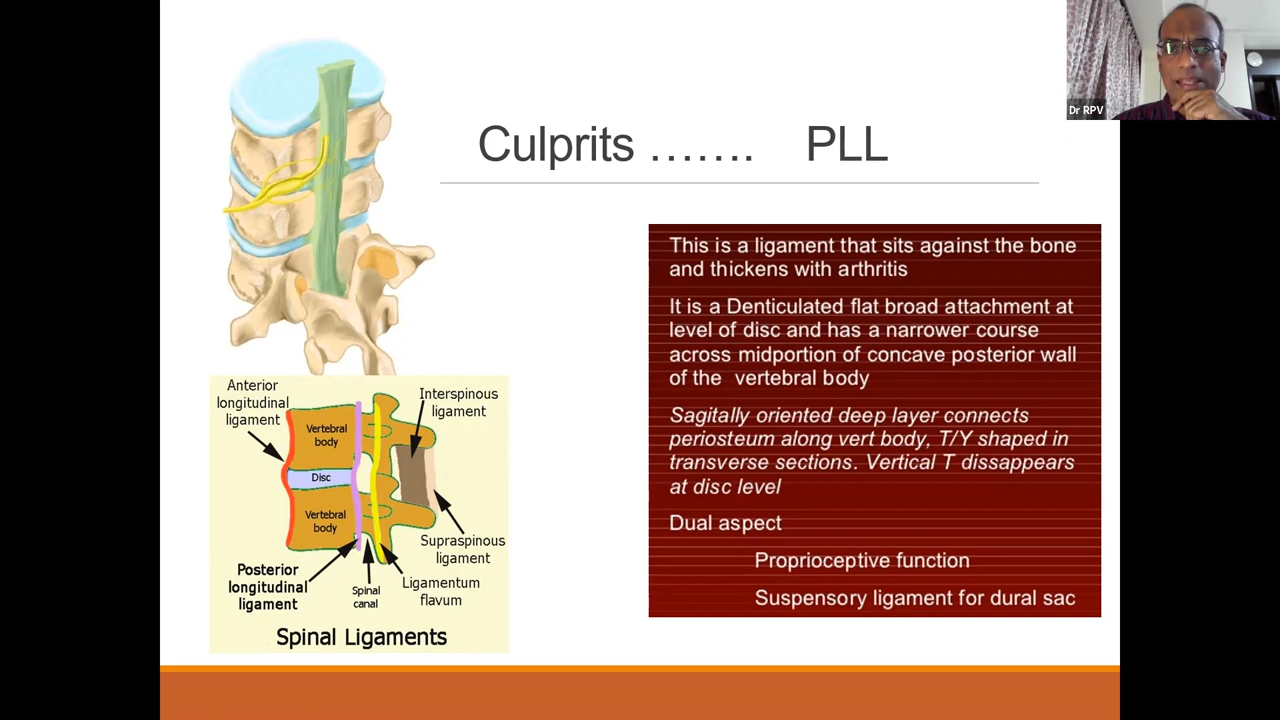 Dr RPV
Culprits ……. PLL
This is a ligament that sits against the bone
and thickens with arthritis
It is a Denticulated flat broad attachment at
level of disc and has a narrower course
across midportion of concave posterior wall
of the vertebral body
Sagitally oriented deep layer connects
periosteum along vert body, T/Y shaped in
transverse sections. Vertical T dissappears
at disc level
Dual aspect
Proprioceptive function
Suspensory ligament for dural sac
Anterior
longitudinal
ligament
Interspinous
ligament
Vertebral
body
Disc
Vertebral
body
Supraspinous
ligament
Posterior
longitudinal
ligament
Spinal
canal
Ligamentum
flavum
Spinal Ligaments